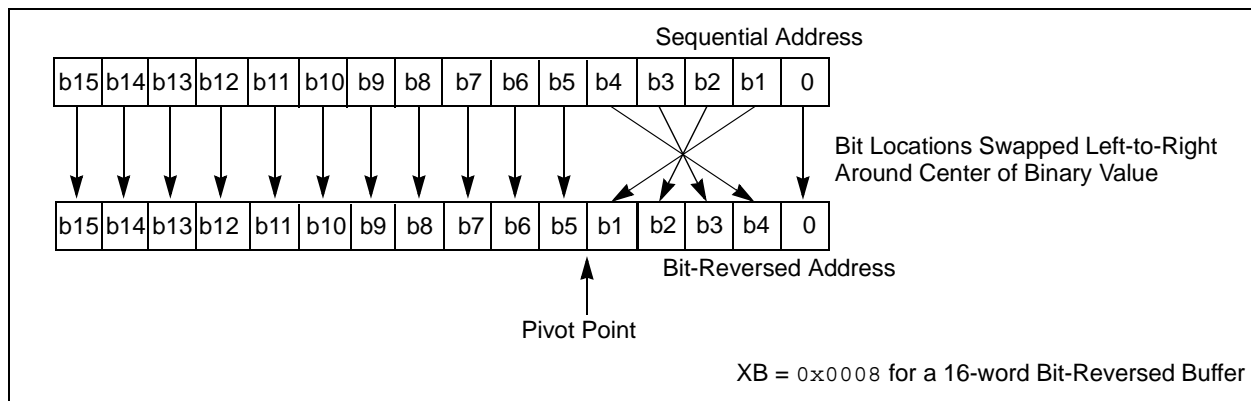 Sequential Address
b15 b14 b13 b12 b11 b10 b9 b8 b7 b6 b5 b4 b3 b2 b1 0
Bit Locations Swapped Left-to-Right
Around Center of Binary Value
b15 b14 b13 b12 b11 b10 b9 b8 b7 b6 b5 b1 b2 b3 b4 0
Bit-Reversed Address
Pivot Point
XB = 0x0008 for a 16-word Bit-Reversed Buffer